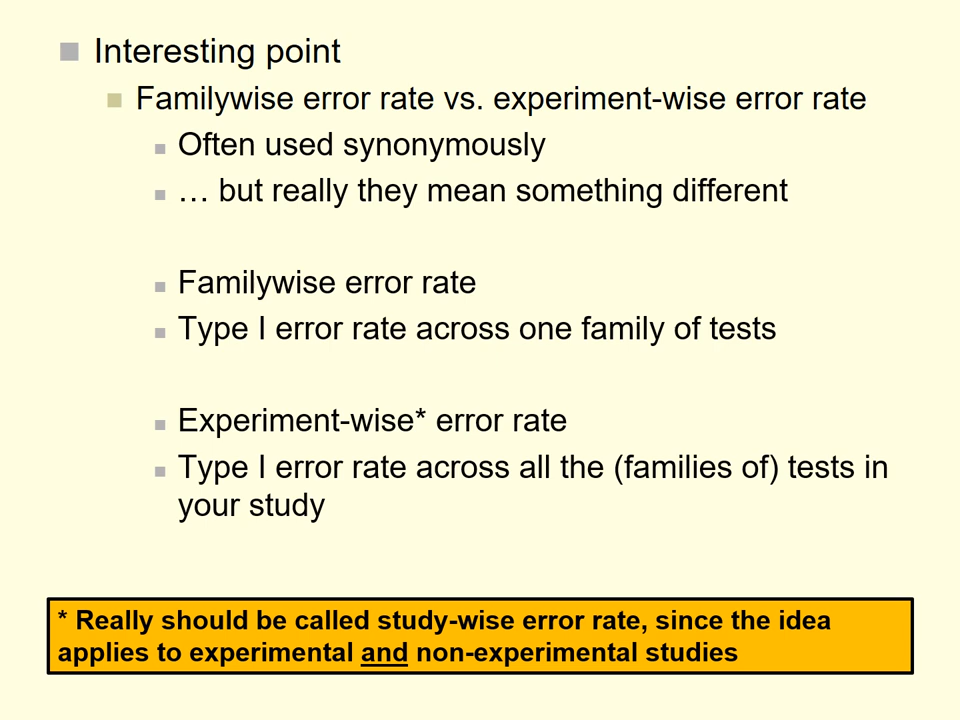 Interesting point
Familywise error rate vs. experiment-wise error rate
Often used synonymously
… but really they mean something different
Familywise error rate
Type I error rate across one family of tests
Experiment-wise* error rate
Type I error rate across all the (families of) tests in
your study
* Really should be called study-wise error rate, since the idea
applies to experimental and non-experimental studies